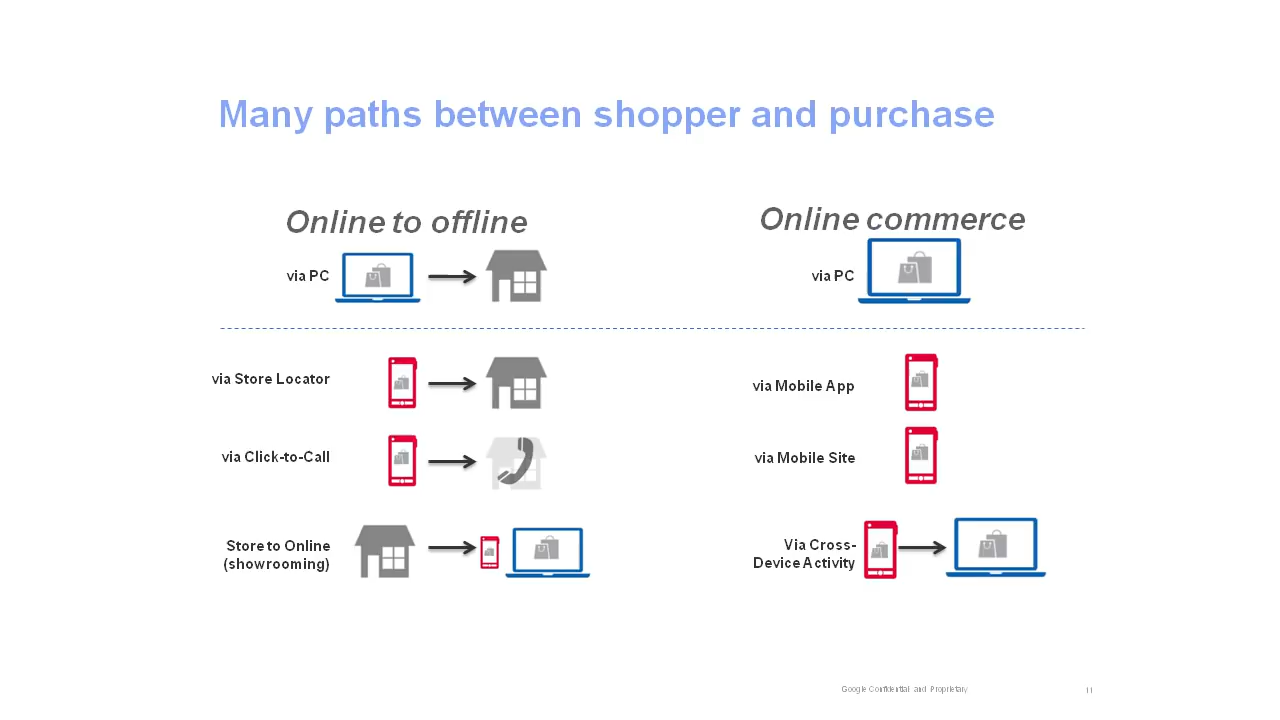 Many paths between shopper and purchase
Online to offline
via PC
via Store Locator
via Click-to-Call
Store to Online
(showrooming)
Online commerce
via PC
via Mobile App
via Mobile Site
Via Cross-
Device Activity
Google Confidential and Proprietary
11